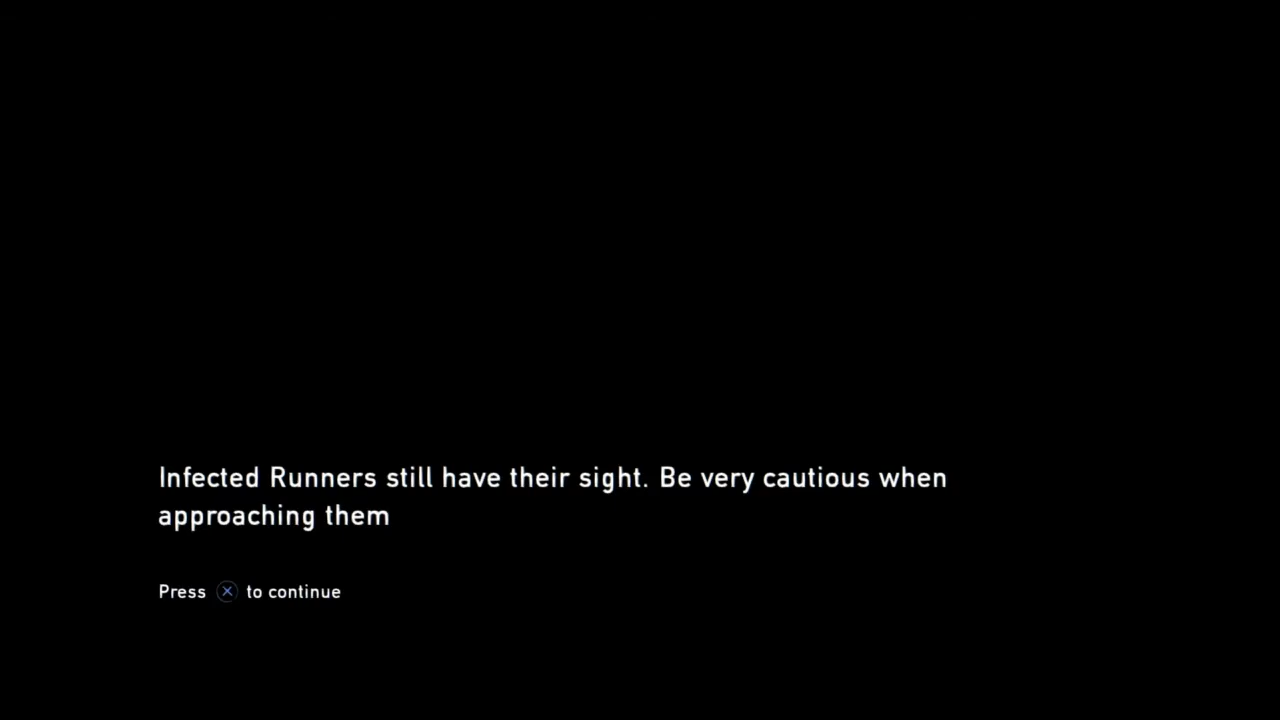 Infected Runners still have their sight. Be very cautious when
approaching them
Press ⓧ to continue